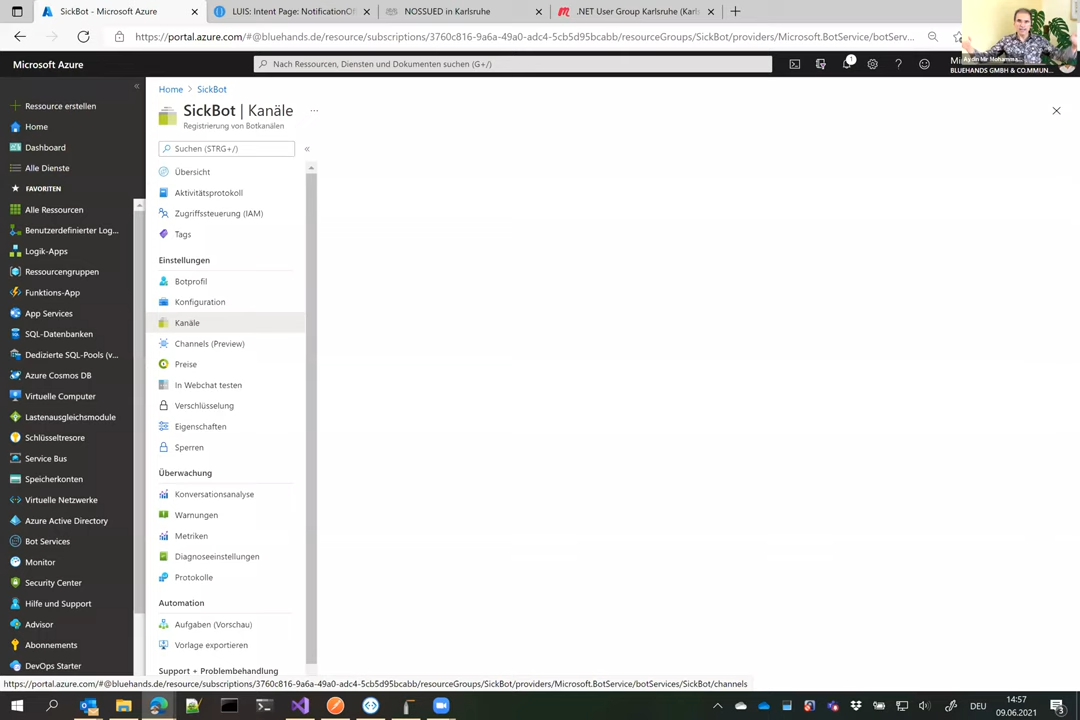 SickBot - Microsoft Azure
LUIS: Intent Page: NotificationOf
NOSSUED in Karlsruhe
.NET User Group Karlsruhe (Karls
https://portal.azure.com/#@bluehands.de/resource/subscriptions/3760c816-9a6a-49a0-adc4-5cb5d95bcabb/resourceGroups/SickBot/providers/Microsoft.BotService/botServ...
Microsoft Azure
Nach Ressourcen, Diensten und Dokumenten suchen (G+/)
1
BLUEHANDS GMBH & CO.MMUN...
Ressource erstellen
Home
Dashboard
Alle Dienste
FAVORITEN
Alle Ressourcen
Benutzerdefinierter Log...
Logik-Apps
Ressourcengruppen
Funktions-App
App Services
SQL-Datenbanken
Dedizierte SQL-Pools (v...
Azure Cosmos DB
Virtuelle Computer
Lastenausgleichsmodule
Schlüsseltresore
Service Bus
Speicherkonten
Virtuelle Netzwerke
Azure Active Directory
Bot Services
Monitor
Security Center
Hilfe und Support
Advisor
Abonnements
DevOps Starter
Home > SickBot
SickBot | Kanäle ...
Registrierung von Botkanälen
Suchen (STRG+/)
Übersicht
Aktivitätsprotokoll
Zugriffssteuerung (IAM)
Tags
Einstellungen
Botprofil
Konfiguration
Kanäle
Channels (Preview)
Preise
In Webchat testen
Verschlüsselung
Eigenschaften
Sperren
Überwachung
Konversationsanalyse
Warnungen
Metriken
Diagnoseeinstellungen
Protokolle
Automation
Aufgaben (Vorschau)
Vorlage exportieren
Support + Problembehandlung
https://portal.azure.com/#@bluehands.de/resource/subscriptions/3760c816-9a6a-49a0-adc4-5cb5d95bcabb/resourceGroups/SickBot/providers/Microsoft.BotService/botServices/SickBot/channels
DEU
14:57
09.06.2021
3